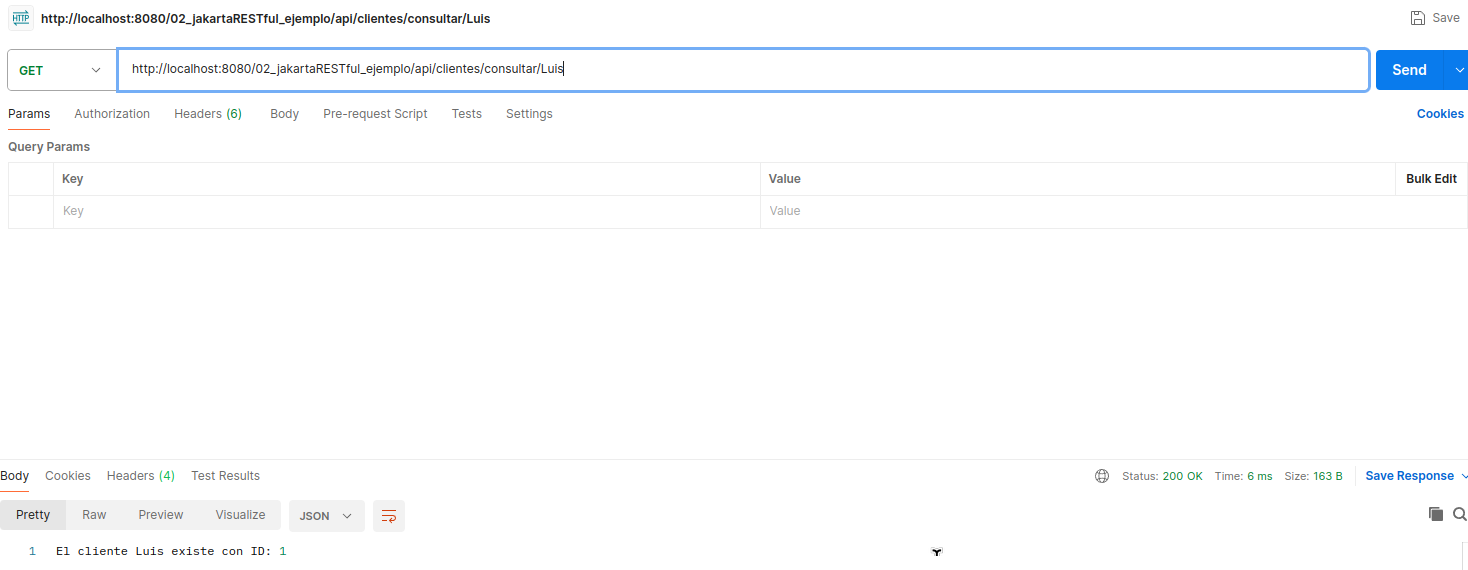 HTTP http://localhost:8080/02_jakartaRESTful_ejemplo/api/clientes/consultar/Luis Save
GET http://localhost:8080/02_jakartaRESTful_ejemplo/api/clientes/consultar/Luis Send
Params Authorization Headers (6) Body Pre-request Script Tests Settings Cookies
Query Params
Key Value Bulk Edit
Key Value
Body Cookies Headers (4) Test Results Status: 200 OK Time: 6 ms Size: 163 B Save Response
Pretty Raw Preview Visualize JSON
1 El cliente Luis existe con ID: 1